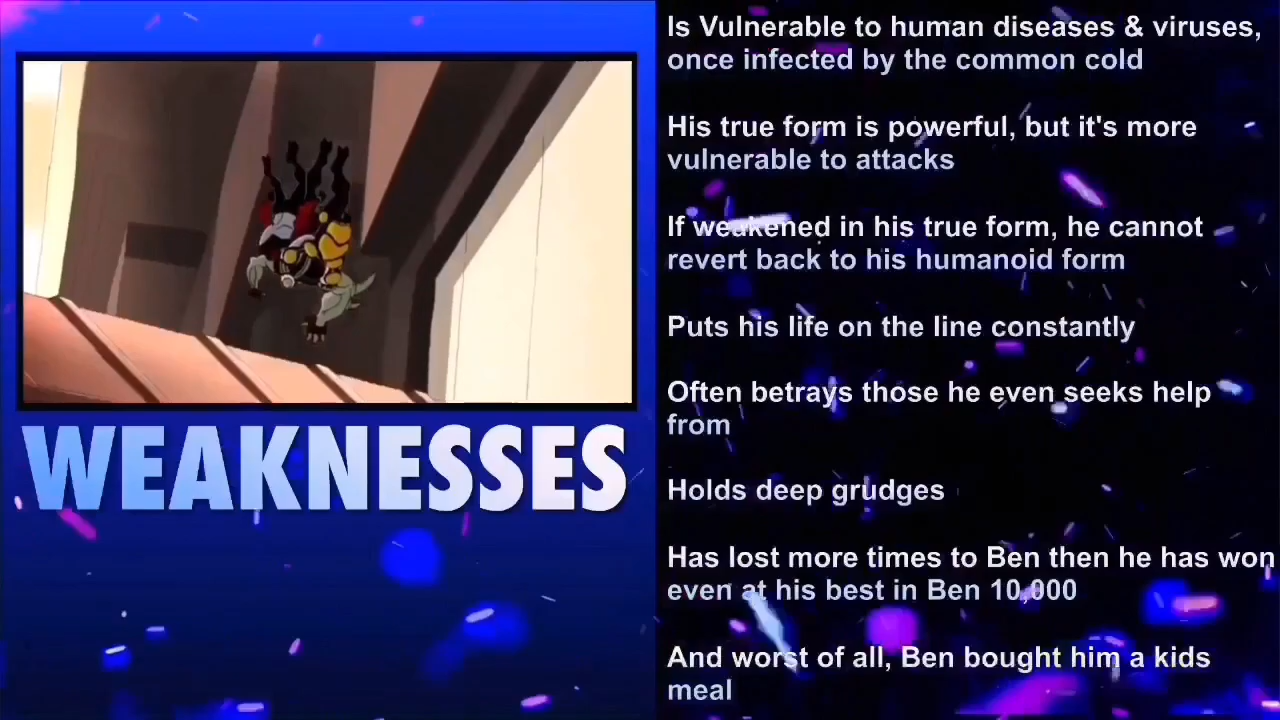 WEAKNESSES
Is Vulnerable to human diseases & viruses,
once infected by the common cold
His true form is powerful, but it's more
vulnerable to attacks
If weakened in his true form, he cannot
revert back to his humanoid form
Puts his life on the line constantly
Often betrays those he even seeks help
from
Holds deep grudges
Has lost more times to Ben then he has won
even at his best in Ben 10,000
And worst of all, Ben bought him a kids
meal